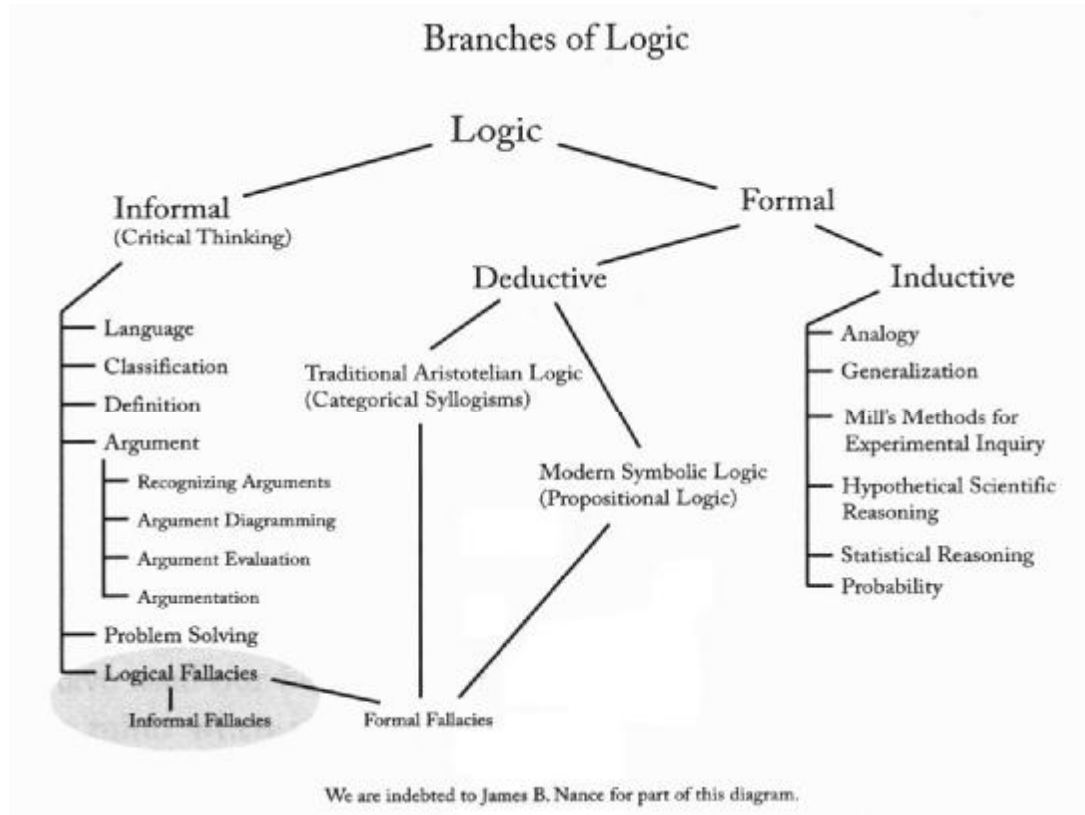 Branches of Logic
Logic
Informal
(Critical Thinking)
Formal
Deductive
Inductive
Language
Classification
Definition
Argument
Recognizing Arguments
Argument Diagramming
Argument Evaluation
Argumentation
Problem Solving
Logical Fallacies
Informal Fallacies
Traditional Aristotelian Logic
(Categorical Syllogisms)
Modern Symbolic Logic
(Propositional Logic)
Formal Fallacies
Analogy
Generalization
Mill's Methods for
Experimental Inquiry
Hypothetical Scientific
Reasoning
Statistical Reasoning
Probability
We are indebted to James B. Nance for part of this diagram.